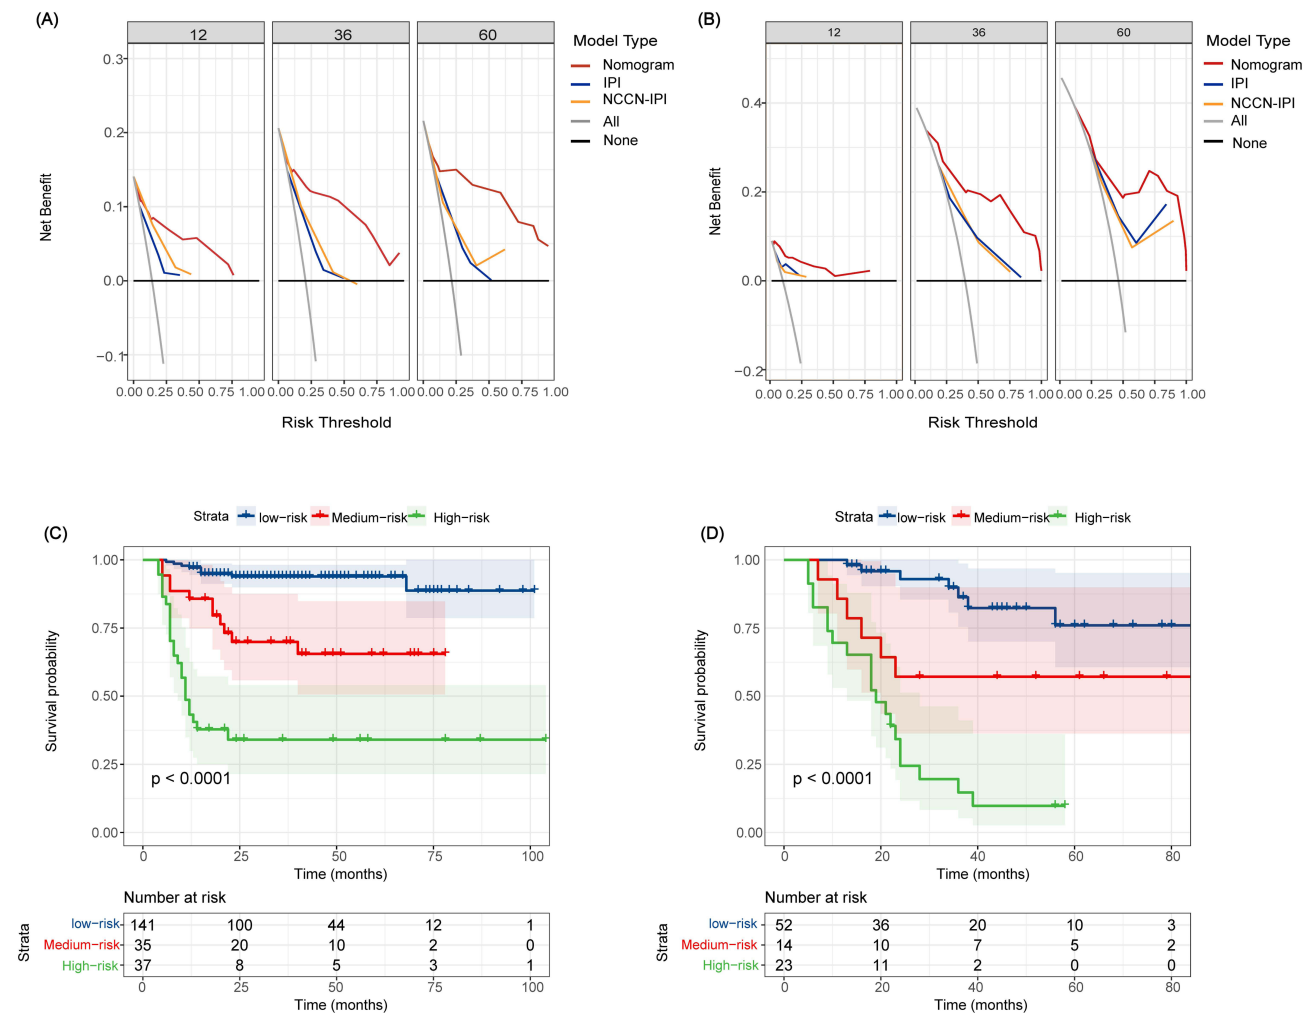 (A)
12 36 60
Net Benefit
0.3
0.2
0.1
0.0
−0.1
0.00 0.25 0.50 0.75 1.00 0.00 0.25 0.50 0.75 1.00 0.00 0.25 0.50 0.75 1.00
Risk Threshold
Model Type
Nomogram
IPI
NCCN-IPI
All
None
(B)
12 36 60
Net Benefit
0.4
0.2
0.0
−0.2
0.00 0.25 0.50 0.75 1.00 0.00 0.25 0.50 0.75 1.00 0.00 0.25 0.50 0.75 1.00
Risk Threshold
Model Type
Nomogram
IPI
NCCN-IPI
All
None
(C)
Strata low−risk Medium−risk High−risk
Survival probability
1.00
0.75
0.50
0.25
0.00
p < 0.0001
0 25 50 75 100
Time (months)
Number at risk
Strata
low−risk 141 100 44 12 1
Medium−risk 35 20 10 2 0
High−risk 37 8 5 3 1
0 25 50 75 100
Time (months)
(D)
Strata low−risk Medium−risk High−risk
Survival probability
1.00
0.75
0.50
0.25
0.00
p < 0.0001
0 20 40 60 80
Time (months)
Number at risk
Strata
low−risk 52 36 20 10 3
Medium−risk 14 10 7 5 2
High−risk 23 11 2 0 0
0 20 40 60 80
Time (months)